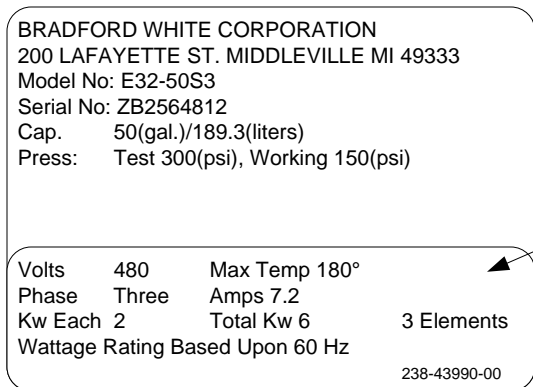 BRADFORD WHITE CORPORATION
200 LAFAYETTE ST. MIDDLEVILLE MI 49333
Model No: E32-50S3
Serial No: ZB2564812
Cap. 50(gal.)/189.3(liters)
Press: Test 300(psi), Working 150(psi)
Volts 480 Max Temp 180°
Phase Three Amps 7.2
Kw Each 2 Total Kw 6 3 Elements
Wattage Rating Based Upon 60 Hz
238-43990-00